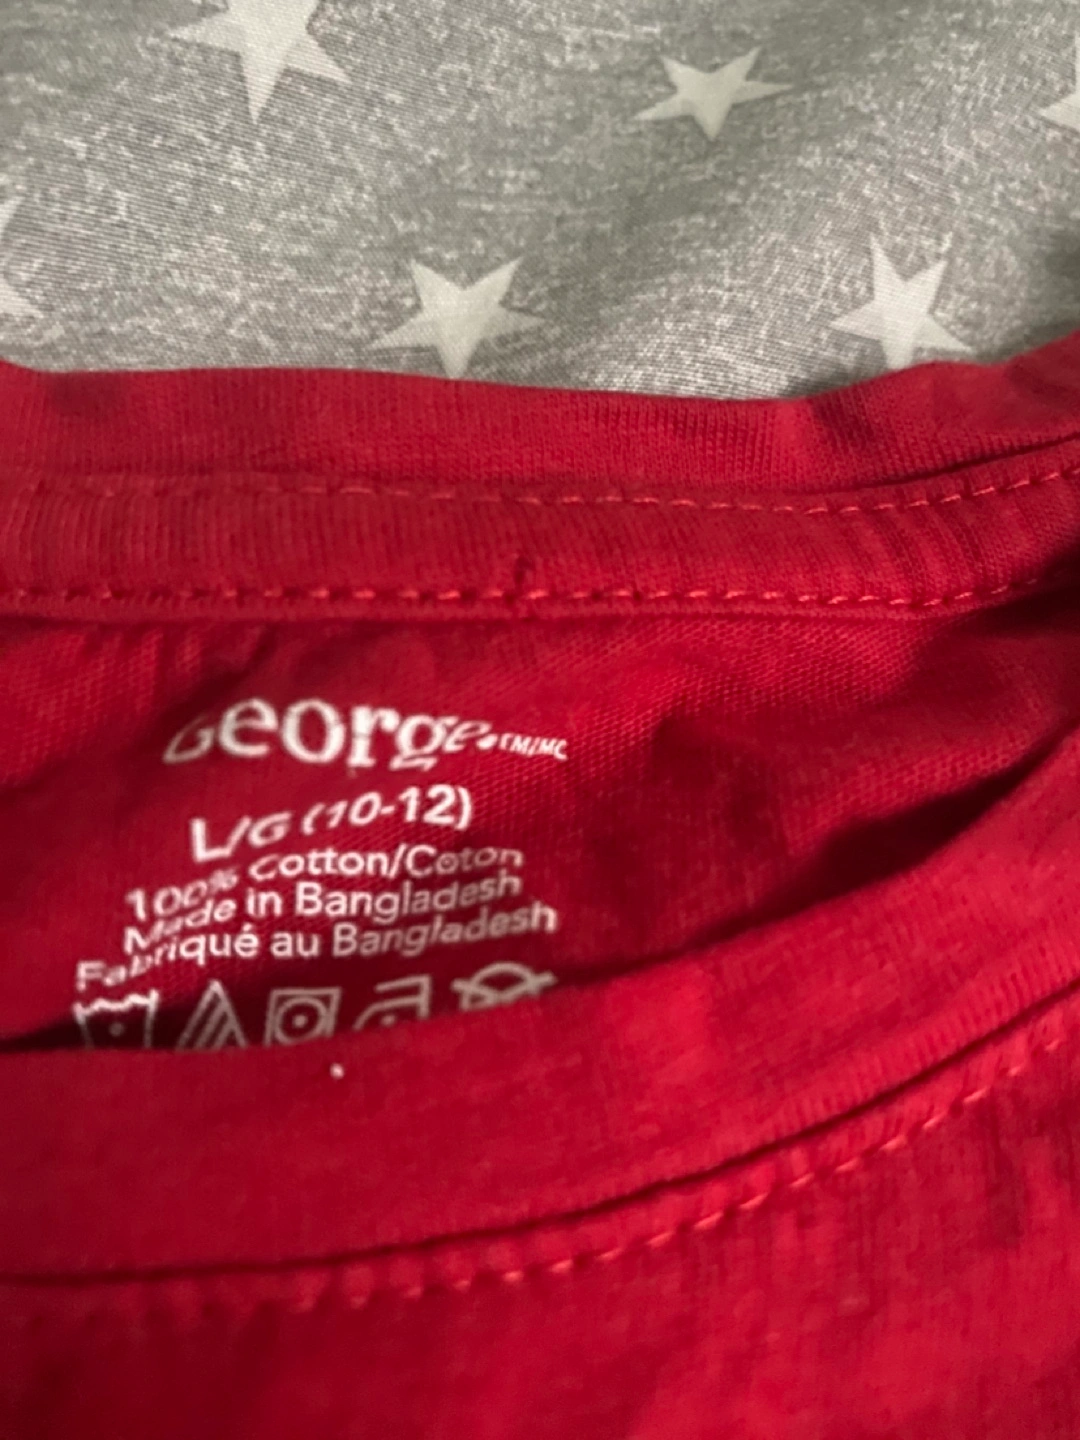 George.TM/MC
L/G (10-12)
100% Cotton/Coton
Made in Bangladesh
Fabriqué au Bangladesh